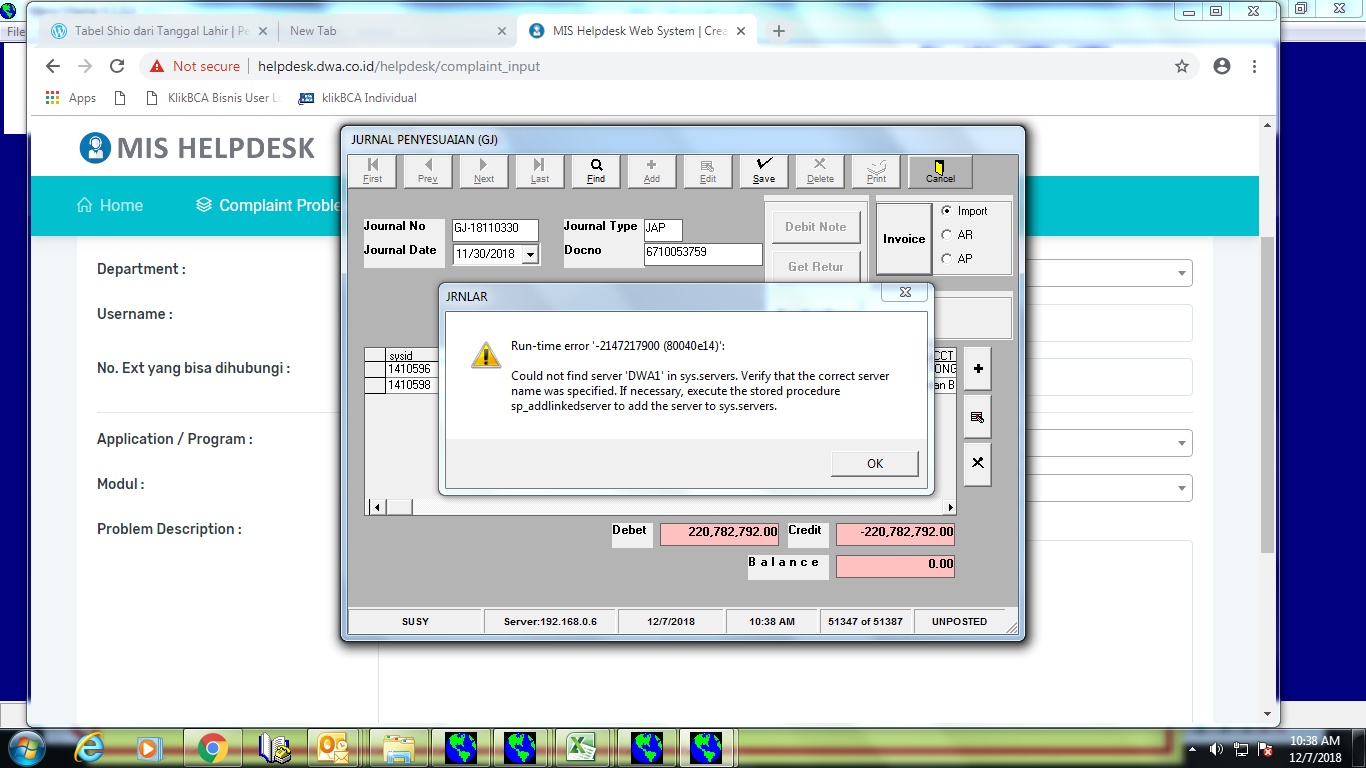 File
Tabel Shio dari Tanggal Lahir | Pe
New Tab
MIS Helpdesk Web System | Crea
Not secure
helpdesk.dwa.co.id/helpdesk/complaint_input
Apps
KlikBCA Bisnis User L
klikBCA Individual
MIS HELPDESK
Home
Complaint Proble
Department :
Username :
No. Ext yang bisa dihubungi :
Application / Program :
Modul :
Problem Description :
JURNAL PENYESUAIAN (GJ)
First
Prev
Next
Last
Find
Add
Edit
Save
Delete
Print
Cancel
Journal No
GJ-18110330
Journal Type
JAP
Journal Date
11/30/2018
Docno
6710053759
Debit Note
Get Retur
Invoice
Import
AR
AP
JRNLAR
Run-time error '-2147217900 (80040e14)':
Could not find server 'DWA1' in sys.servers. Verify that the correct server
name was specified. If necessary, execute the stored procedure
sp_addlinkedserver to add the server to sys.servers.
OK
sysid
CCT
1410596
ONG
1410598
an B
Debet
220,782,792.00
Credit
-220,782,792.00
Balance
0.00
SUSY
Server:192.168.0.6
12/7/2018
10:38 AM
51347 of 51387
UNPOSTED
10:38 AM
12/7/2018